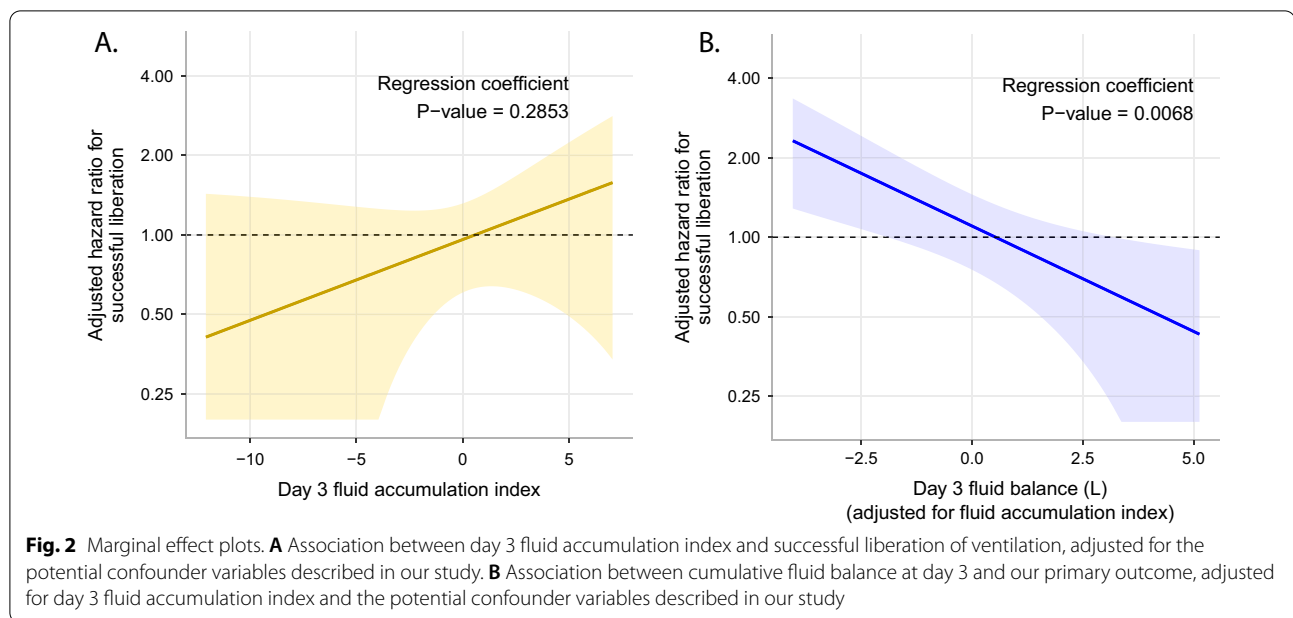 A.
Regression coefficient
P−value = 0.2853
4.00
2.00
1.00
0.50
0.25
Adjusted hazard ratio for
successful liberation
−10
−5
0
5
Day 3 fluid accumulation index
B.
Regression coefficient
P−value = 0.0068
4.00
2.00
1.00
0.50
0.25
Adjusted hazard ratio for
successful liberation
−2.5
0.0
2.5
5.0
Day 3 fluid balance (L)
(adjusted for fluid accumulation index)
Fig. 2 Marginal effect plots. A Association between day 3 fluid accumulation index and successful liberation of ventilation, adjusted for the
potential confounder variables described in our study. B Association between cumulative fluid balance at day 3 and our primary outcome, adjusted
for day 3 fluid accumulation index and the potential confounder variables described in our study